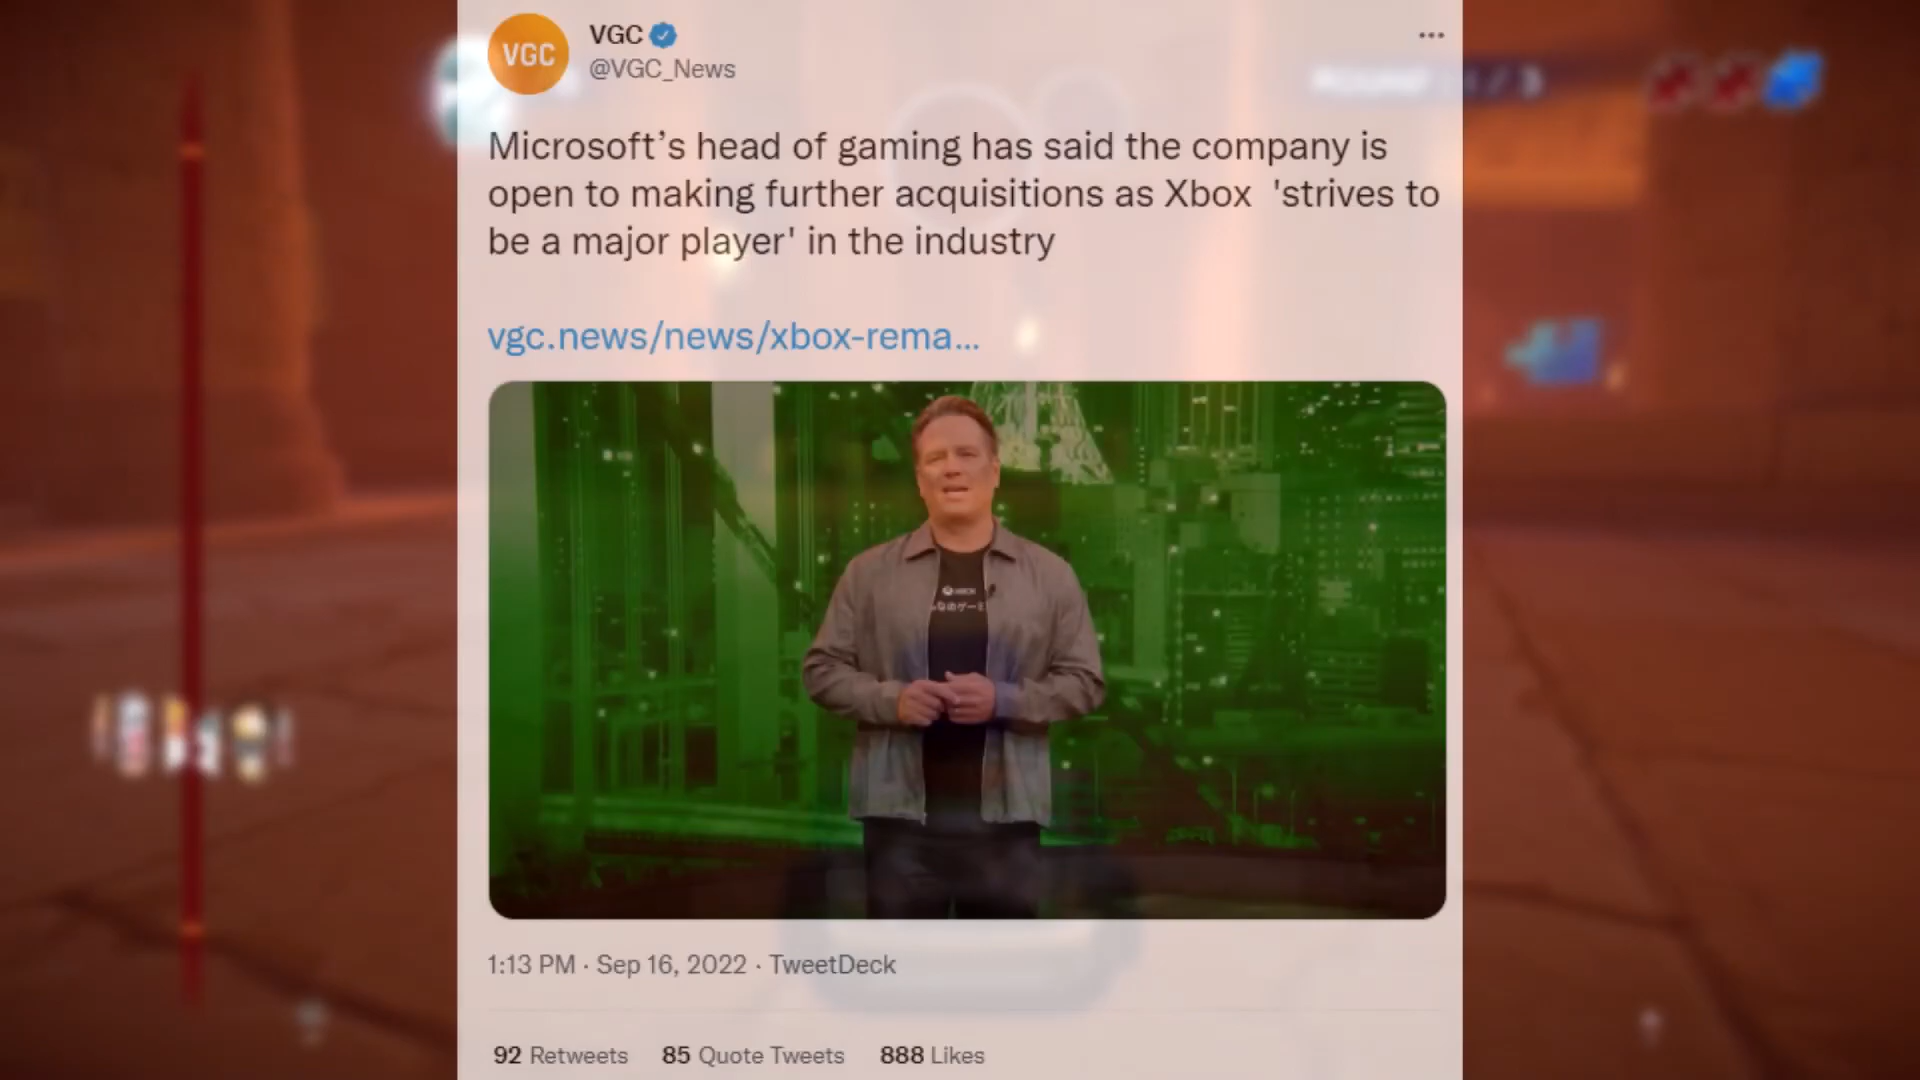 VGC
VGC
@VGC_News
Microsoft’s head of gaming has said the company is
open to making further acquisitions as Xbox 'strives to
be a major player' in the industry
vgc.news/news/xbox-rema...
XBOX
1:13 PM · Sep 16, 2022 · TweetDeck
92 Retweets 85 Quote Tweets 888 Likes